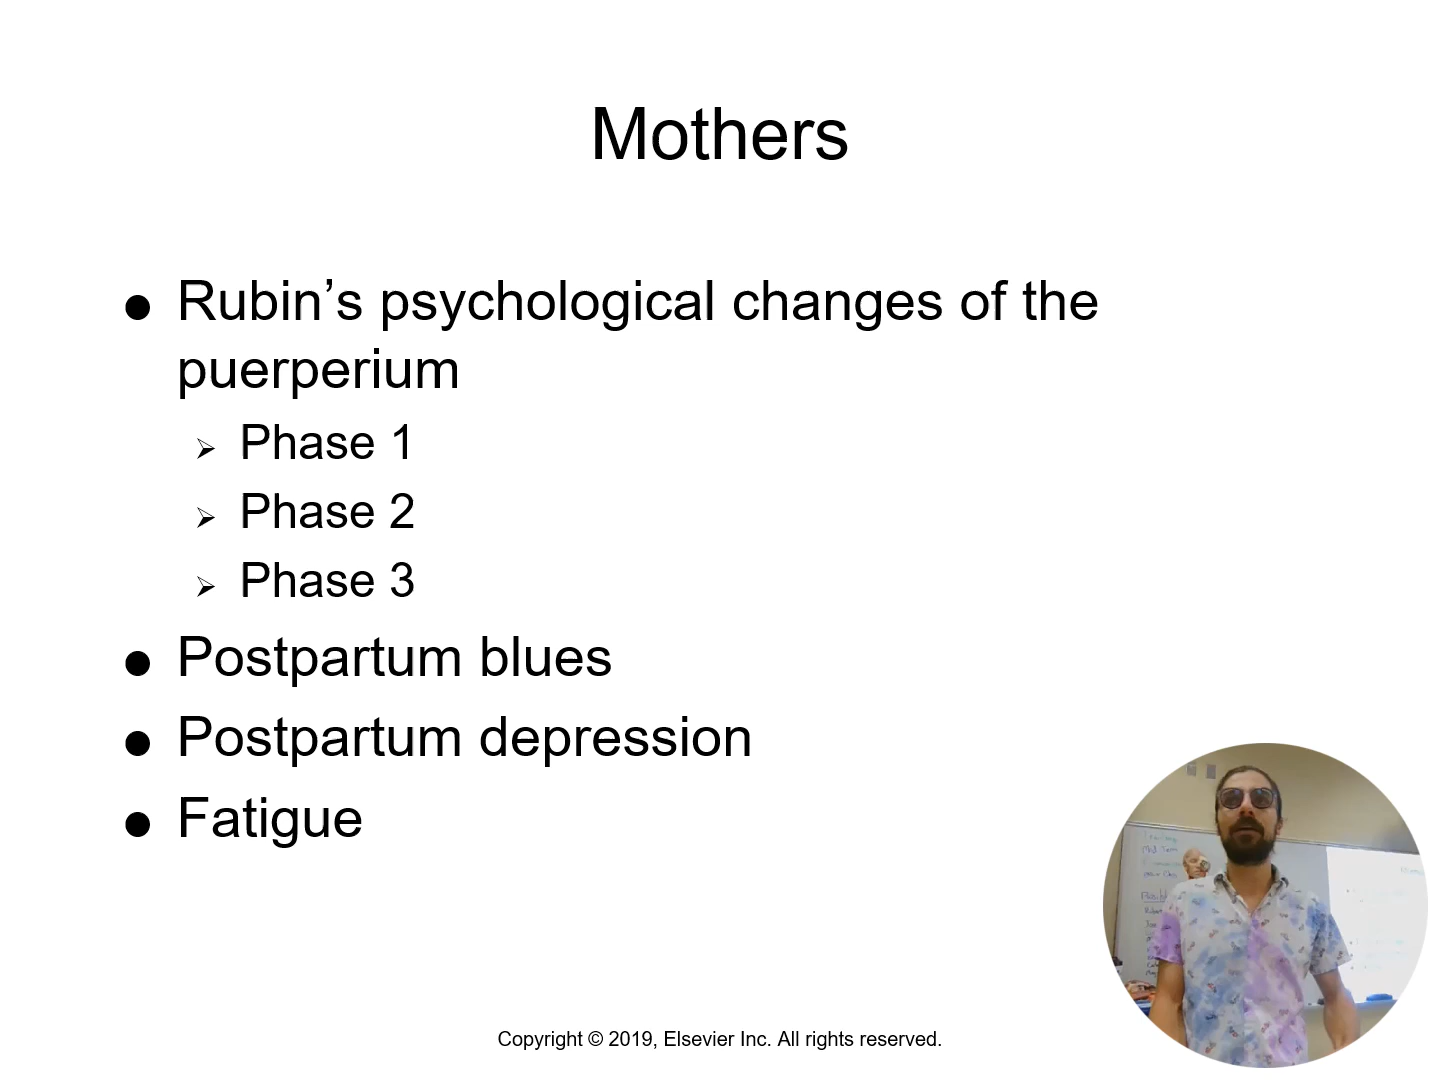 Mothers
● Rubin’s psychological changes of the
puerperium
➢ Phase 1
➢ Phase 2
➢ Phase 3
● Postpartum blues
● Postpartum depression
● Fatigue
Copyright © 2019, Elsevier Inc. All rights reserved.